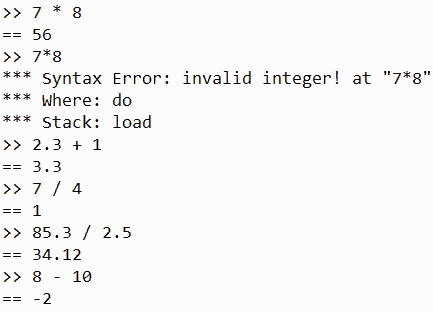 >> 7 * 8
== 56
>> 7*8
*** Syntax Error: invalid integer! at "7*8"
*** Where: do
*** Stack: load
>> 2.3 + 1
== 3.3
>> 7 / 4
== 1
>> 85.3 / 2.5
== 34.12
>> 8 - 10
== -2